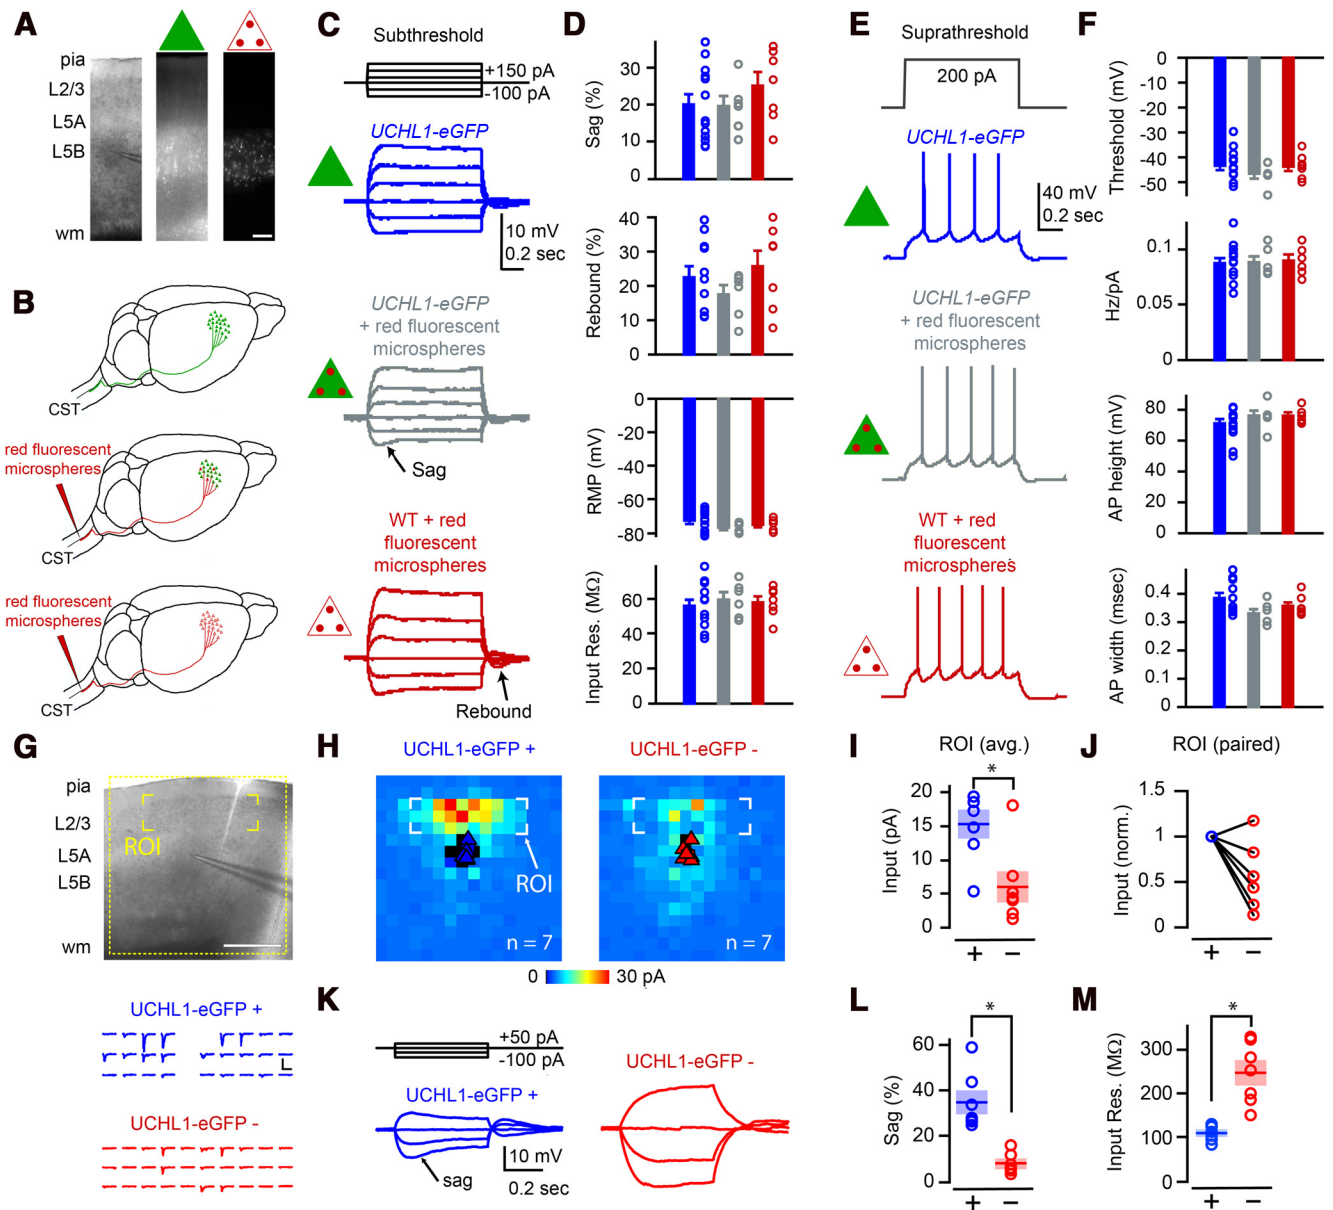 A
pia
L2/3
L5A
L5B
wm
B
CST
red fluorescent
microspheres
CST
red fluorescent
microspheres
CST
C
Subthreshold
+150 pA
-100 pA
UCHL1-eGFP
10 mV
0.2 sec
UCHL1-eGFP
+ red fluorescent
microspheres
Sag
WT + red
fluorescent
microspheres
Rebound
D
Sag (%)
30
20
10
0
Rebound (%)
40
30
20
10
0
RMP (mV)
0
-20
-40
-60
-80
Input Res. (MΩ)
60
40
20
0
E
Suprathreshold
200 pA
UCHL1-eGFP
40 mV
0.2 sec
UCHL1-eGFP
+ red fluorescent
microspheres
WT + red
fluorescent
microspheres
F
Threshold (mV)
0
-10
-20
-30
-40
-50
Hz/pA
0.1
0.05
0
AP height (mV)
80
60
40
20
0
AP width (msec)
0.4
0.3
0.2
0.1
0
G
pia
L2/3
L5A
L5B
wm
ROI
UCHL1-eGFP +
UCHL1-eGFP -
H
UCHL1-eGFP +
UCHL1-eGFP -
ROI
n = 7
n = 7
0
30 pA
I
ROI (avg.)
*
Input (pA)
20
15
10
5
0
+ −
J
ROI (paired)
Input (norm.)
1
0.5
0
+ −
K
+50 pA
-100 pA
UCHL1-eGFP +
UCHL1-eGFP -
sag
10 mV
0.2 sec
L
*
Sag (%)
60
40
20
0
+ −
M
*
Input Res. (MΩ)
300
200
100
0
+ −